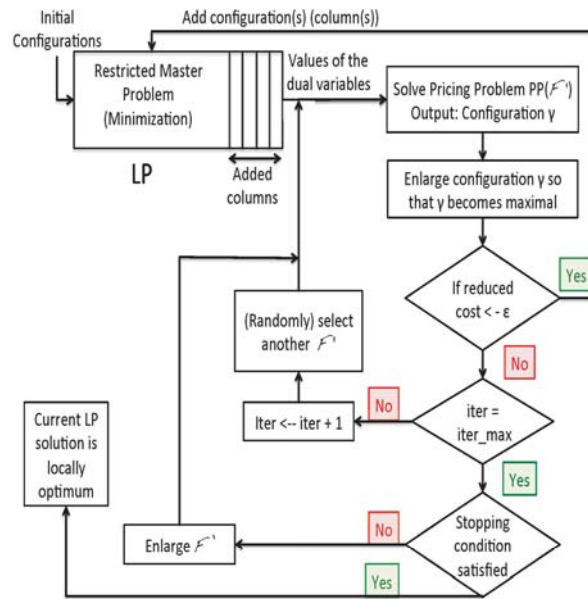 Add configuration(s) (column(s))
Initial
Configurations
Restricted Master
Problem
(Minimization)
LP
Added
columns
Values of the
dual variables
Solve Pricing Problem PP(F')
Output: Configuration γ
Enlarge configuration γ so
that γ becomes maximal
If reduced
cost < - ε
Yes
No
iter =
iter_max
No
Iter <-- iter + 1
(Randomly) select
another F'
Yes
Stopping
condition
satisfied
No
Enlarge F'
Yes
Current LP
solution is
locally
optimum